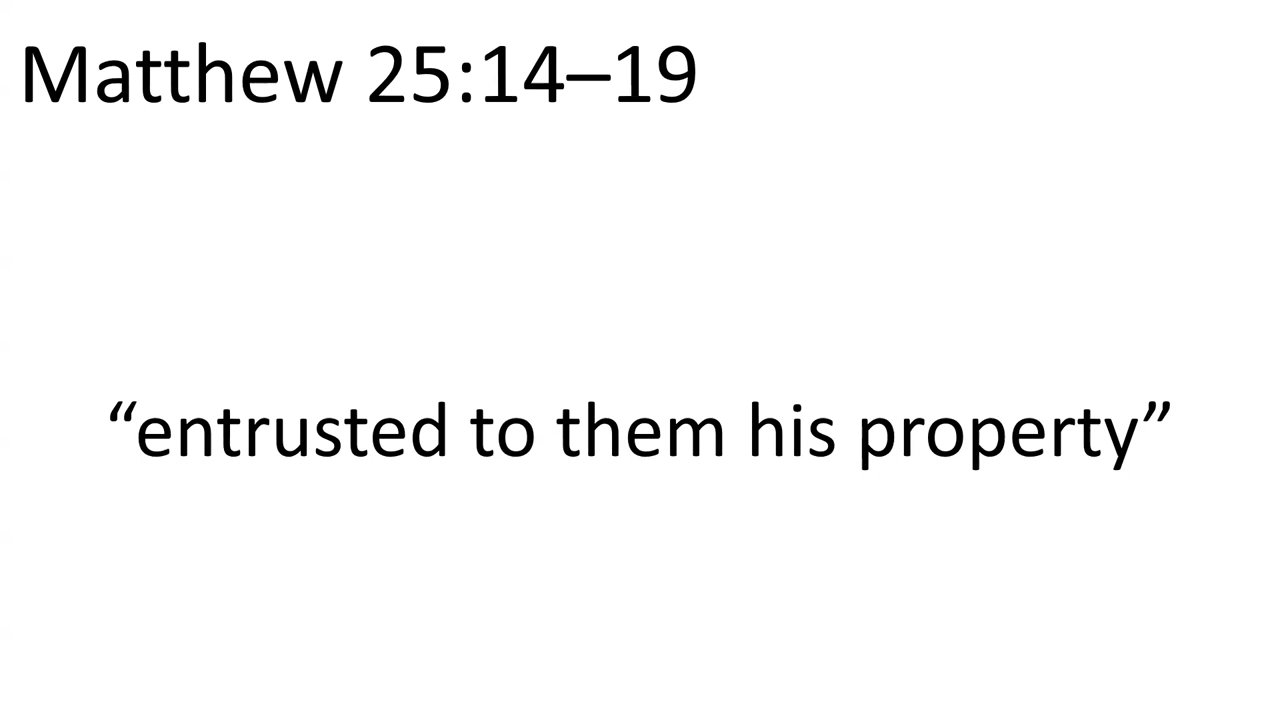 Matthew 25:14–19
“entrusted to them his property”